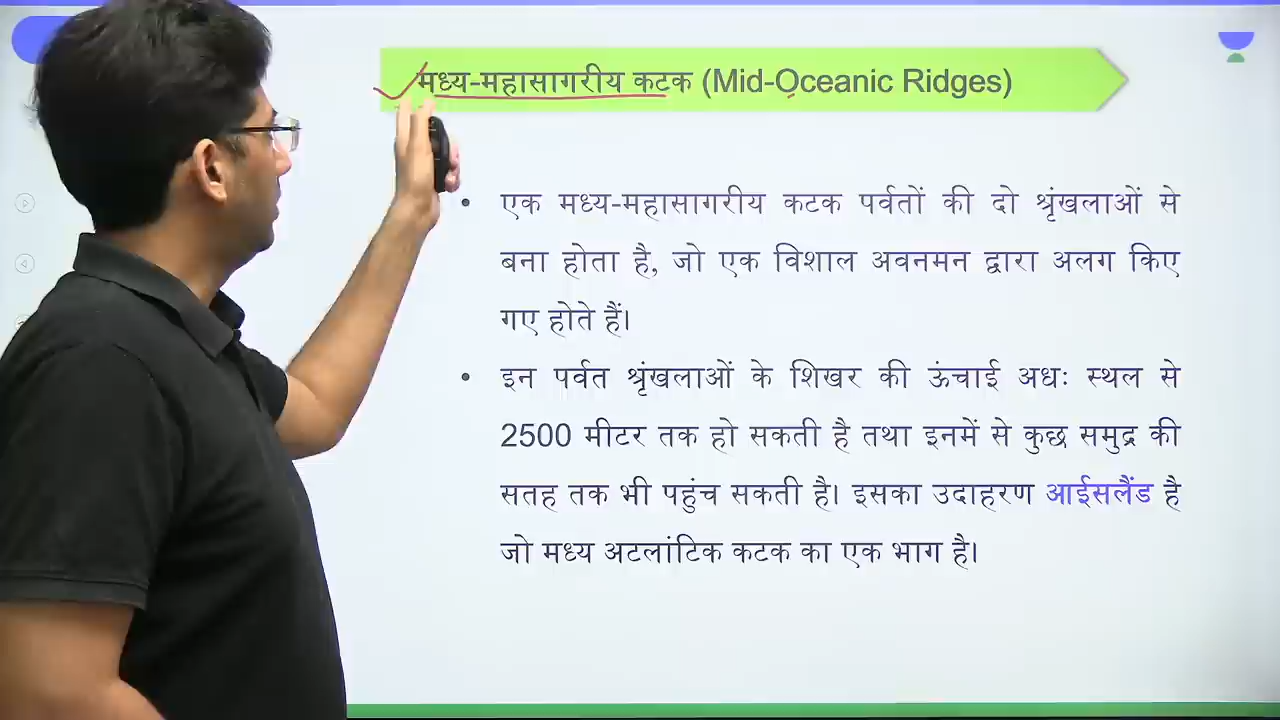 मध्य-महासागरीय कटक (Mid-Oceanic Ridges)
• एक मध्य-महासागरीय कटक पर्वतों की दो श्रृंखलाओं से
बना होता है, जो एक विशाल अवनमन द्वारा अलग किए
गए होते हैं।
• इन पर्वत श्रृंखलाओं के शिखर की ऊंचाई अधः स्थल से
2500 मीटर तक हो सकती है तथा इनमें से कुछ समुद्र की
सतह तक भी पहुंच सकती है। इसका उदाहरण आईसलैंड है
जो मध्य अटलांटिक कटक का एक भाग है।